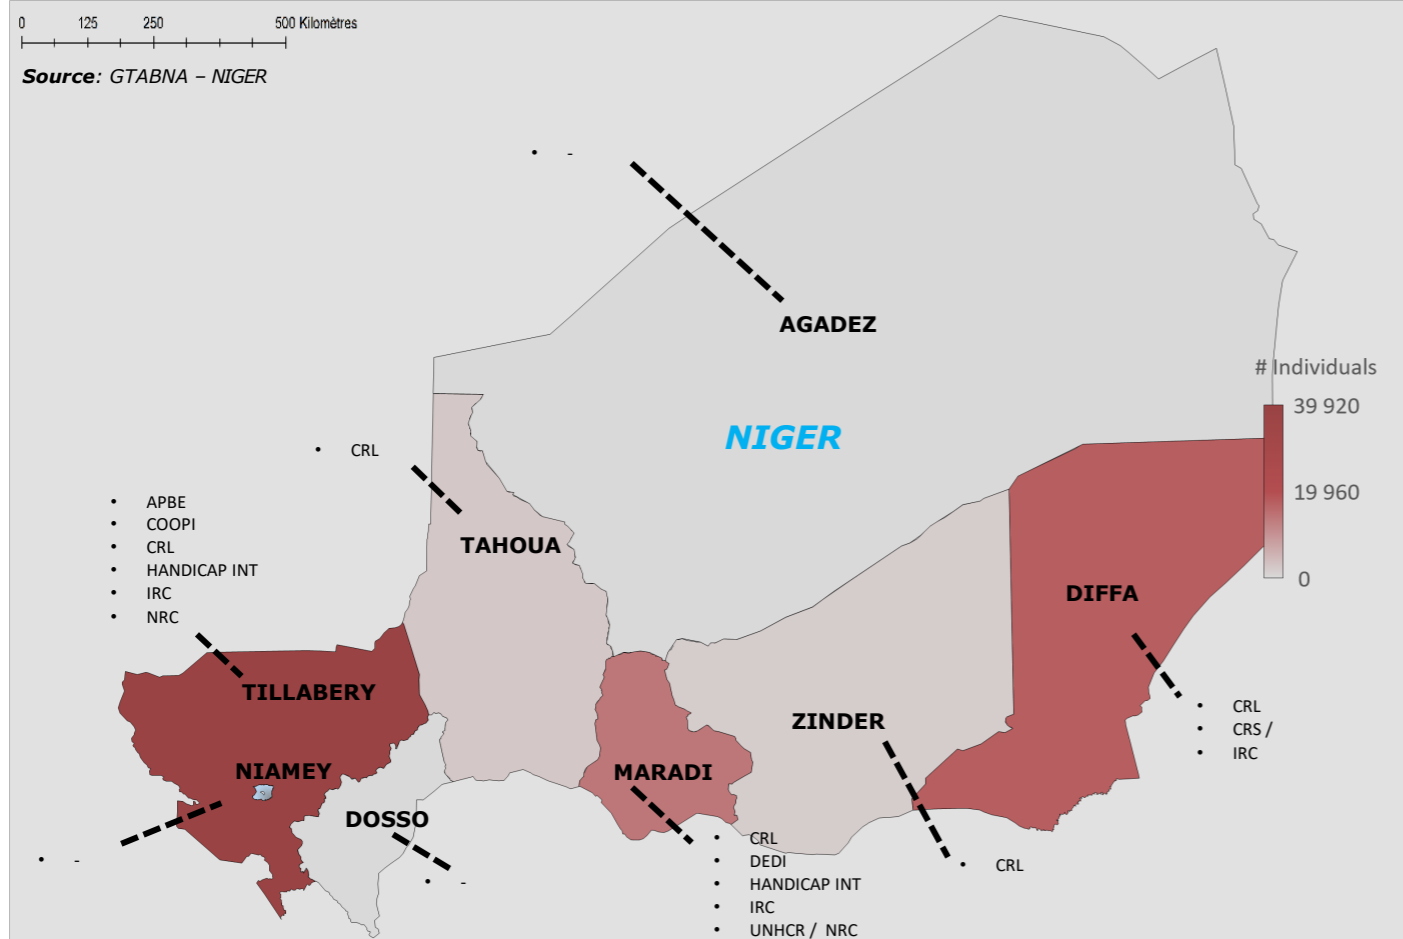 0 125 250 500 Kilomètres
Source: GTABNA – NIGER
• -
AGADEZ
# Individuals
39 920
19 960
0
NIGER
• CRL
TAHOUA
• APBE
• COOPI
• CRL
• HANDICAP INT
• IRC
• NRC
DIFFA
TILLABERY
• CRL
• CRS /
• IRC
ZINDER
NIAMEY
MARADI
DOSSO
• -
• -
• CRL
• DEDI
• HANDICAP INT
• IRC
• UNHCR / NRC
• CRL